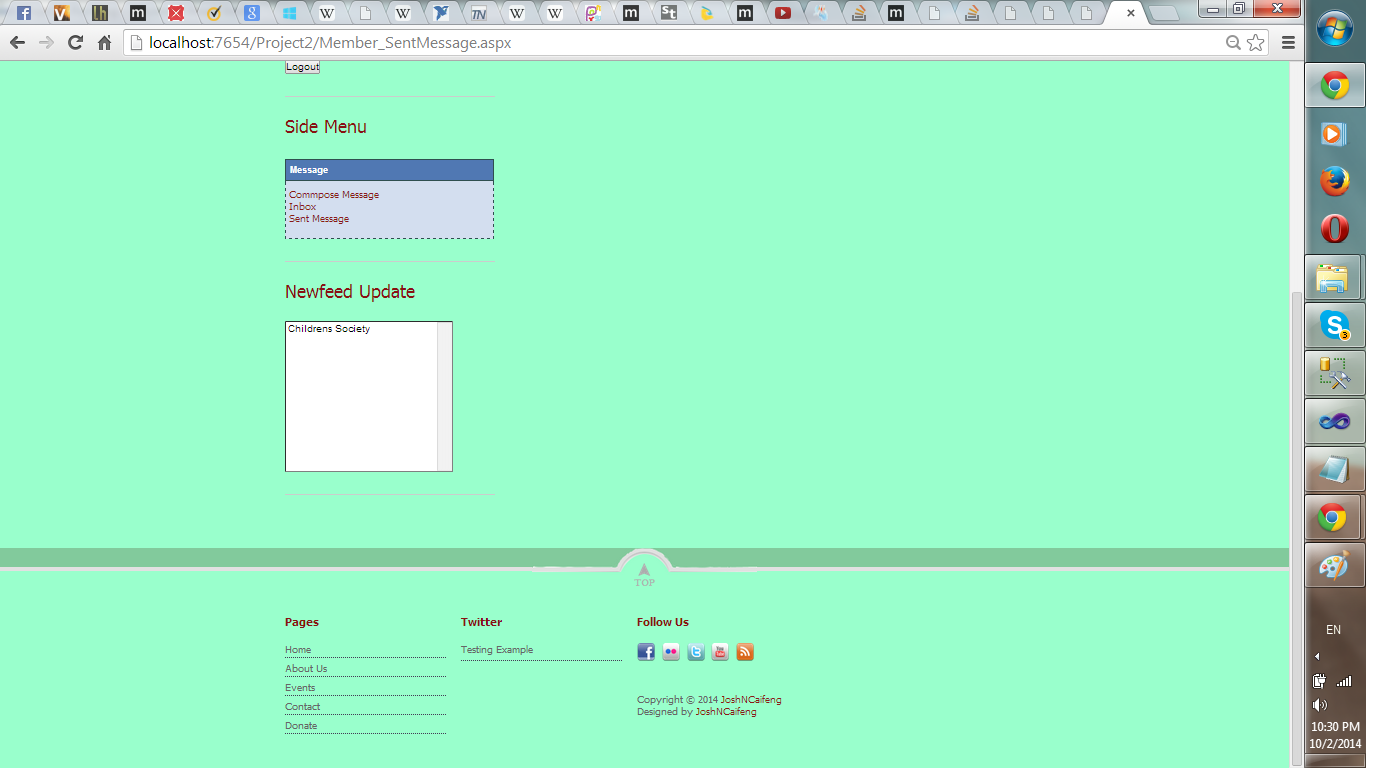 localhost:7654/Project2/Member_SentMessage.aspx
Logout
Side Menu
Message
Commpose Message
Inbox
Sent Message
Newfeed Update
Childrens Society
TOP
Pages
Home
About Us
Events
Contact
Donate
Twitter
Testing Example
Follow Us
Copyright © 2014 JoshNCaifeng
Designed by JoshNCaifeng
EN
10:30 PM
10/2/2014